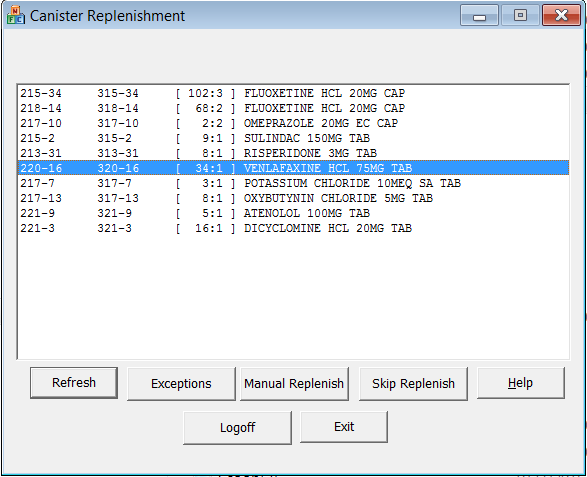 Canister Replenishment
215-34 315-34 [ 102:3 ] FLUOXETINE HCL 20MG CAP
218-14 318-14 [ 68:2 ] FLUOXETINE HCL 20MG CAP
217-10 317-10 [ 2:2 ] OMEPRAZOLE 20MG EC CAP
215-2 315-2 [ 9:1 ] SULINDAC 150MG TAB
213-31 313-31 [ 8:1 ] RISPERIDONE 3MG TAB
220-16 320-16 [ 34:1 ] VENLAFAXINE HCL 75MG TAB
217-7 317-7 [ 3:1 ] POTASSIUM CHLORIDE 10MEQ SA TAB
217-13 317-13 [ 8:1 ] OXYBUTYNIN CHLORIDE 5MG TAB
221-9 321-9 [ 5:1 ] ATENOLOL 100MG TAB
221-3 321-3 [ 16:1 ] DICYCLOMINE HCL 20MG TAB
Refresh Exceptions Manual Replenish Skip Replenish Help
Logoff Exit